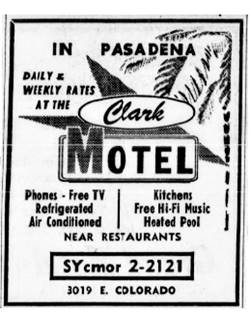 IN PASADENA
DAILY &
WEEKLY RATES
AT THE
Clark
MOTEL
Phones - Free TV
Refrigerated
Air Conditioned
Kitchens
Free Hi-Fi Music
Heated Pool
NEAR RESTAURANTS
SYcmor 2-2121
3019 E. COLORADO